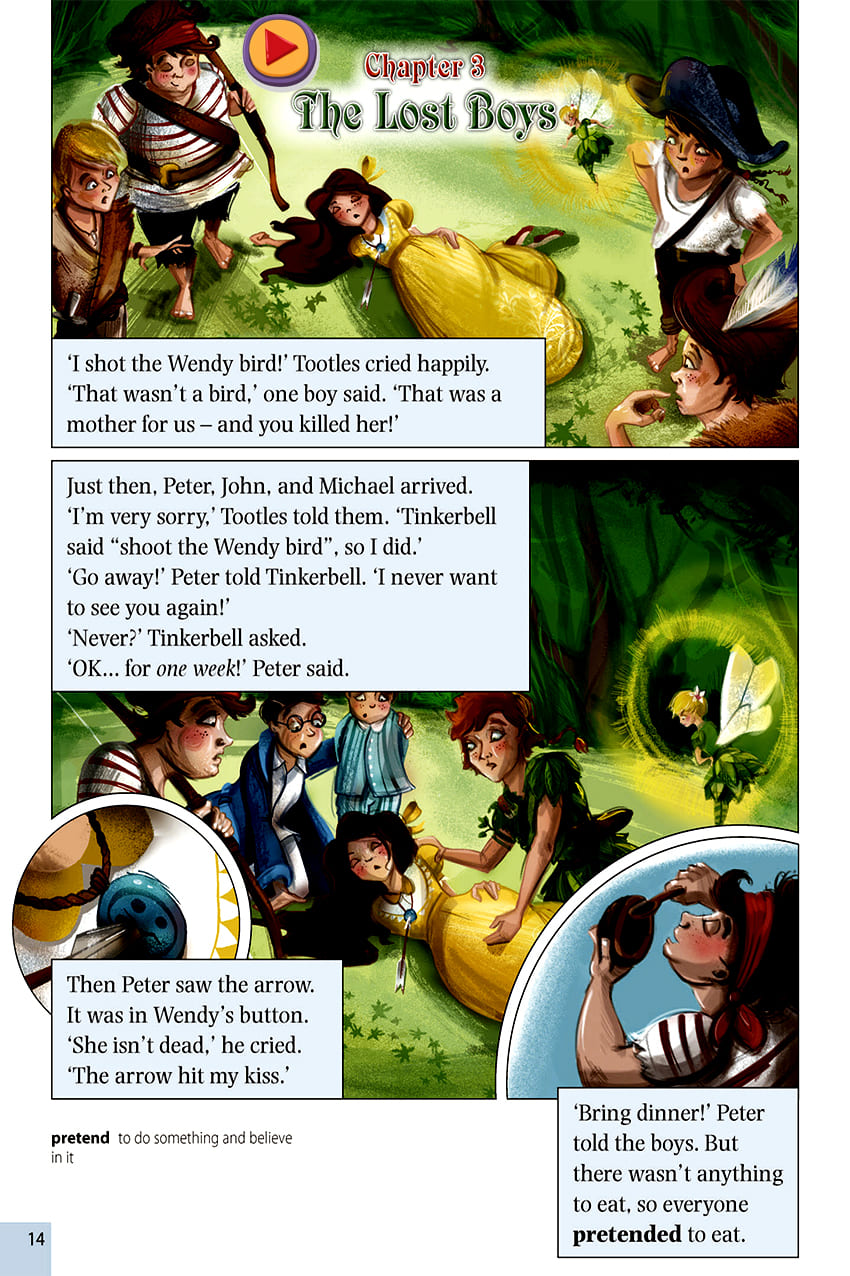 Chapter 3
The Lost Boys
‘I shot the Wendy bird!’ Tootles cried happily.
‘That wasn’t a bird,’ one boy said. ‘That was a
mother for us – and you killed her!’
Just then, Peter, John, and Michael arrived.
‘I’m very sorry,’ Tootles told them. ‘Tinkerbell
said “shoot the Wendy bird”, so I did.’
‘Go away!’ Peter told Tinkerbell. ‘I never want
to see you again!’
‘Never?’ Tinkerbell asked.
‘OK... for one week!’ Peter said.
Then Peter saw the arrow.
It was in Wendy’s button.
‘She isn’t dead,’ he cried.
‘The arrow hit my kiss.’
‘Bring dinner!’ Peter
told the boys. But
there wasn’t anything
to eat, so everyone
pretended to eat.
pretend to do something and believe
in it
14